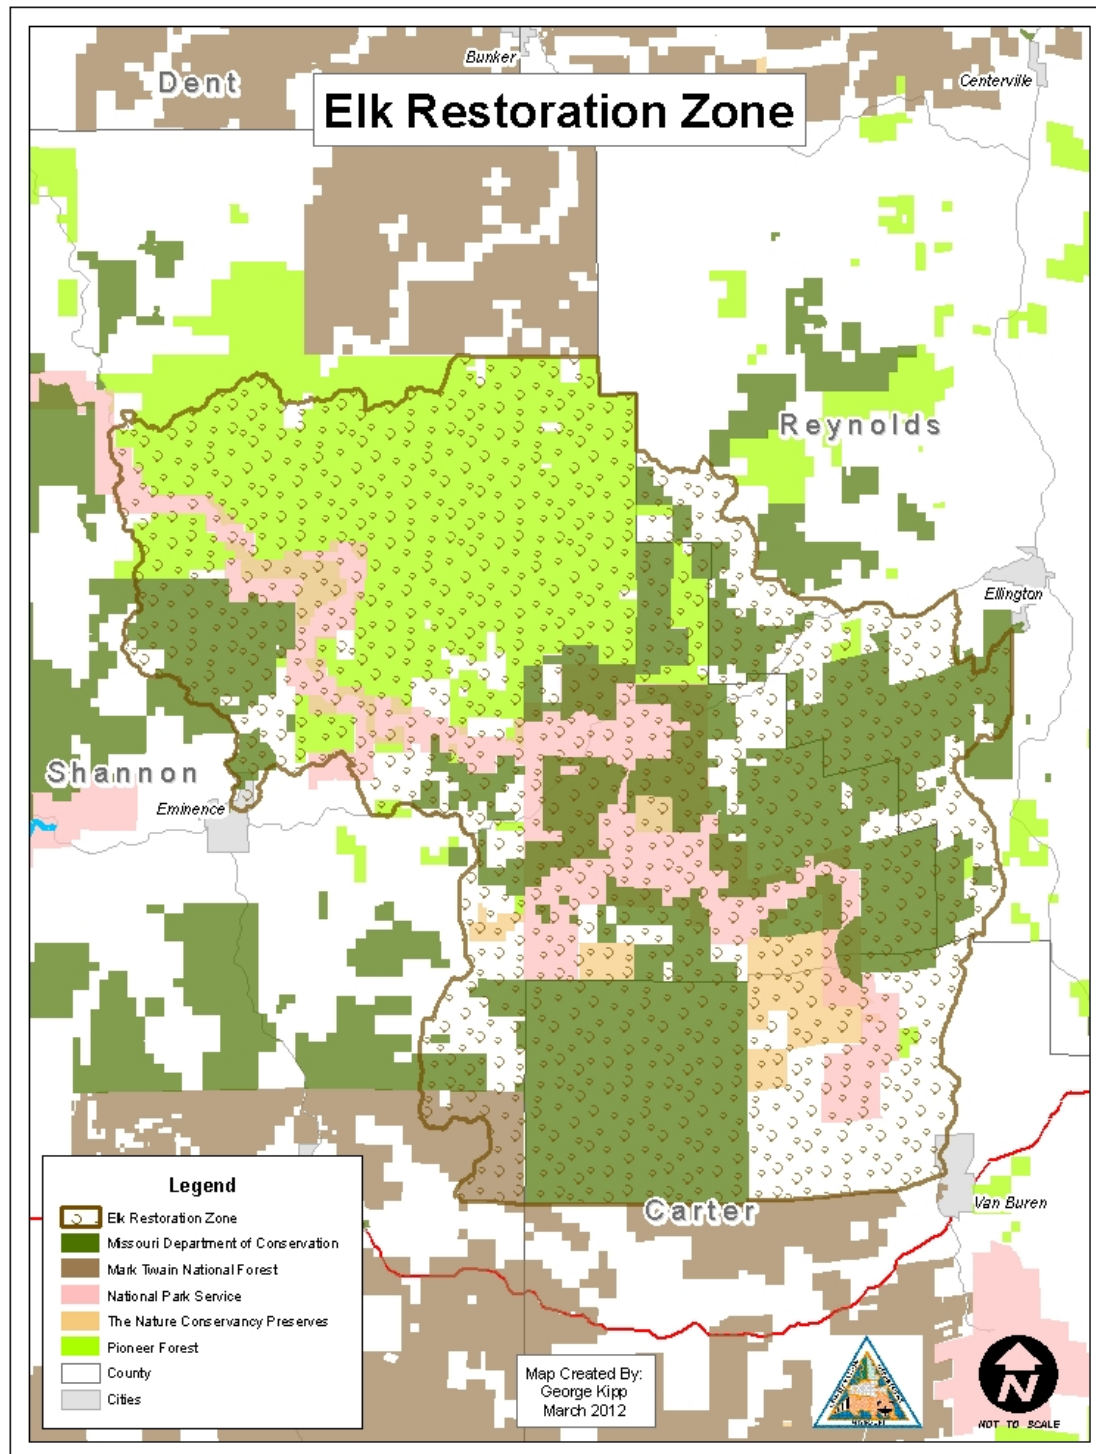 Dent
Bunker
Centerville
Elk Restoration Zone
Reynolds
Ellington
Shannon
Eminence
Legend
Elk Restoration Zone
Missouri Department of Conservation
Mark Twain National Forest
National Park Service
The Nature Conservancy Preserves
Pioneer Forest
County
Cities
Carter
Van Buren
Map Created By:
George Kipp
March 2012
N
NOT TO SCALE